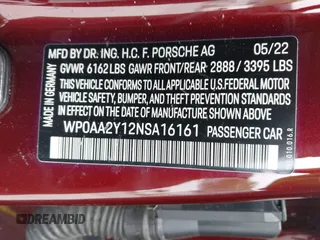 MFD BY DR. ING. H.C. F. PORSCHE AG 05/22
GVWR 6162 LBS GAWR FRONT/REAR: 2888 / 3395 LBS
THIS VEHICLE CONFORMS TO ALL APPLICABLE U.S. FEDERAL MOTOR
VEHICLE SAFETY, BUMPER, AND THEFT PREVENTION STANDARDS
IN EFFECT ON THE DATE OF MANUFACTURE SHOWN ABOVE.
WP0AA2Y12NSA16161 PASSENGER CAR
MADE IN GERMANY
DREAMBID